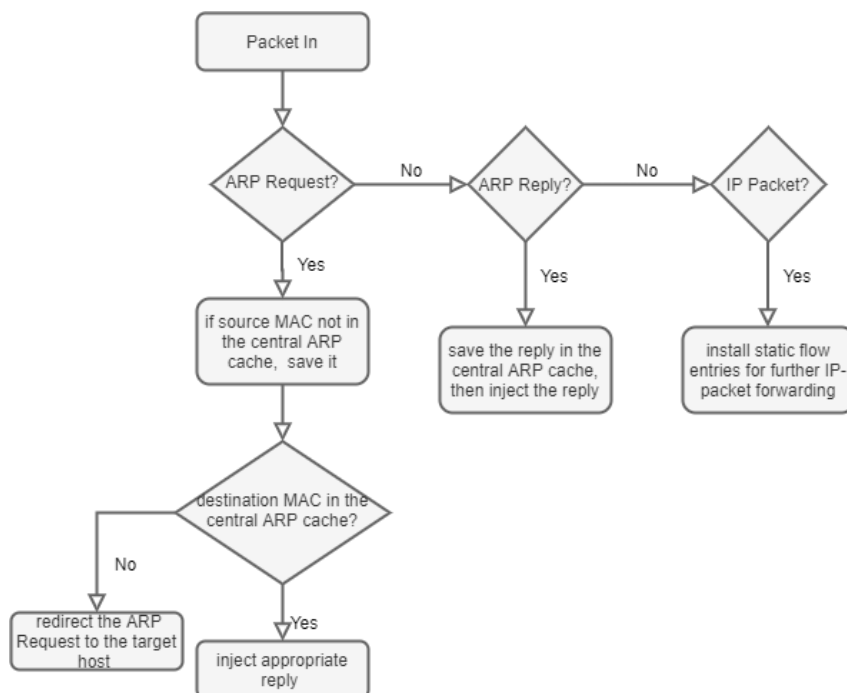 Packet In
ARP Request?
No
ARP Reply?
No
IP Packet?
Yes
Yes
Yes
if source MAC not in
the central ARP
cache, save it
save the reply in the
central ARP cache,
then inject the reply
install static flow
entries for further IP-
packet forwarding
destination MAC in the
central ARP cache?
No
Yes
redirect the ARP
Request to the target
host
inject appropriate
reply